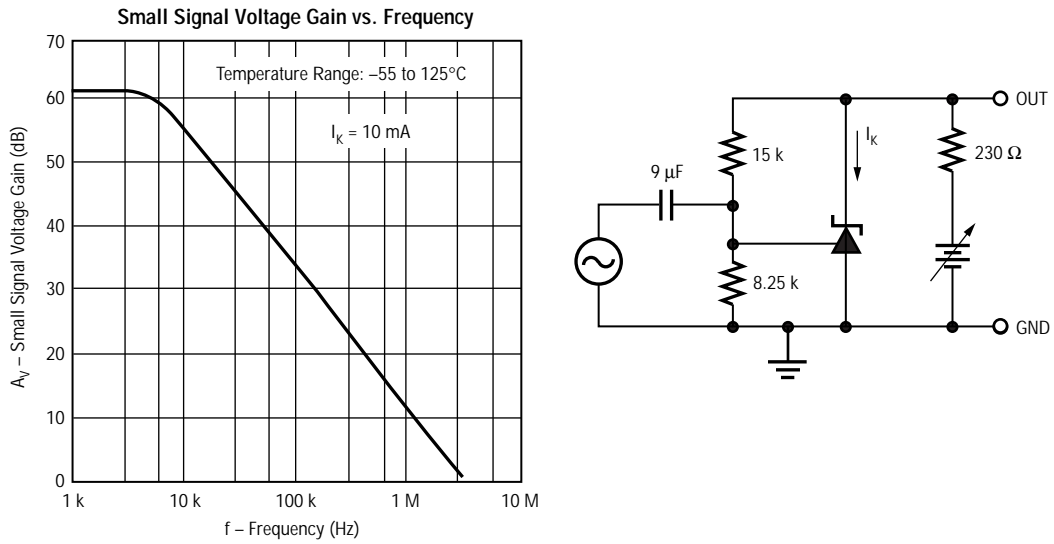 Small Signal Voltage Gain vs. Frequency
70
60
50
40
30
20
10
0
A_V – Small Signal Voltage Gain (dB)
Temperature Range: –55 to 125°C
I_K = 10 mA
1 k
10 k
100 k
1 M
10 M
f – Frequency (Hz)
OUT
I_K
15 k
230 Ω
9 µF
8.25 k
GND